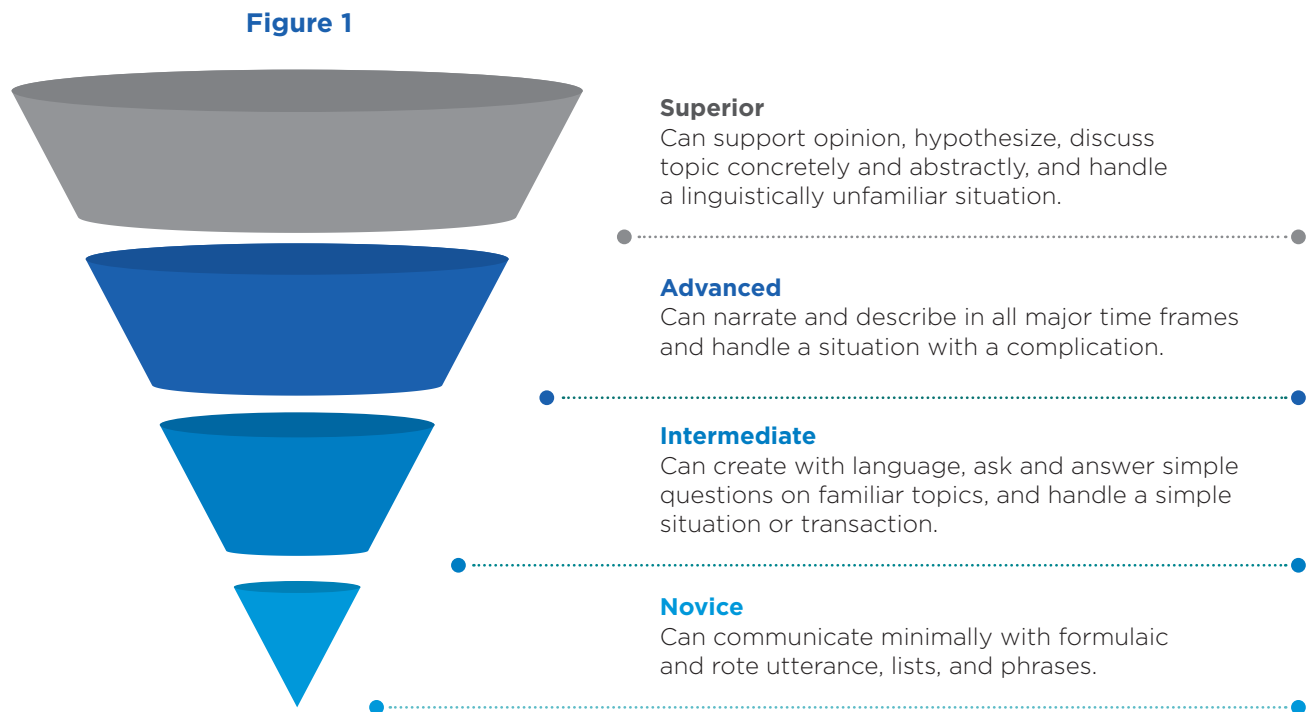 Figure 1
Superior
Can support opinion, hypothesize, discuss
topic concretely and abstractly, and handle
a linguistically unfamiliar situation.
Advanced
Can narrate and describe in all major time frames
and handle a situation with a complication.
Intermediate
Can create with language, ask and answer simple
questions on familiar topics, and handle a simple
situation or transaction.
Novice
Can communicate minimally with formulaic
and rote utterance, lists, and phrases.